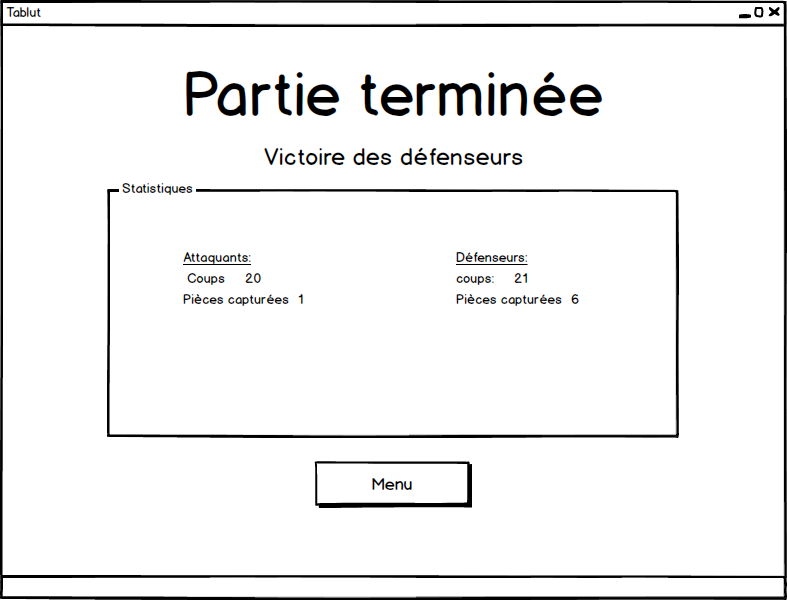 Tablut
Partie terminée
Victoire des défenseurs
Statistiques
Attaquants:
Coups 20
Pièces capturées 1
Défenseurs:
coups: 21
Pièces capturées 6
Menu